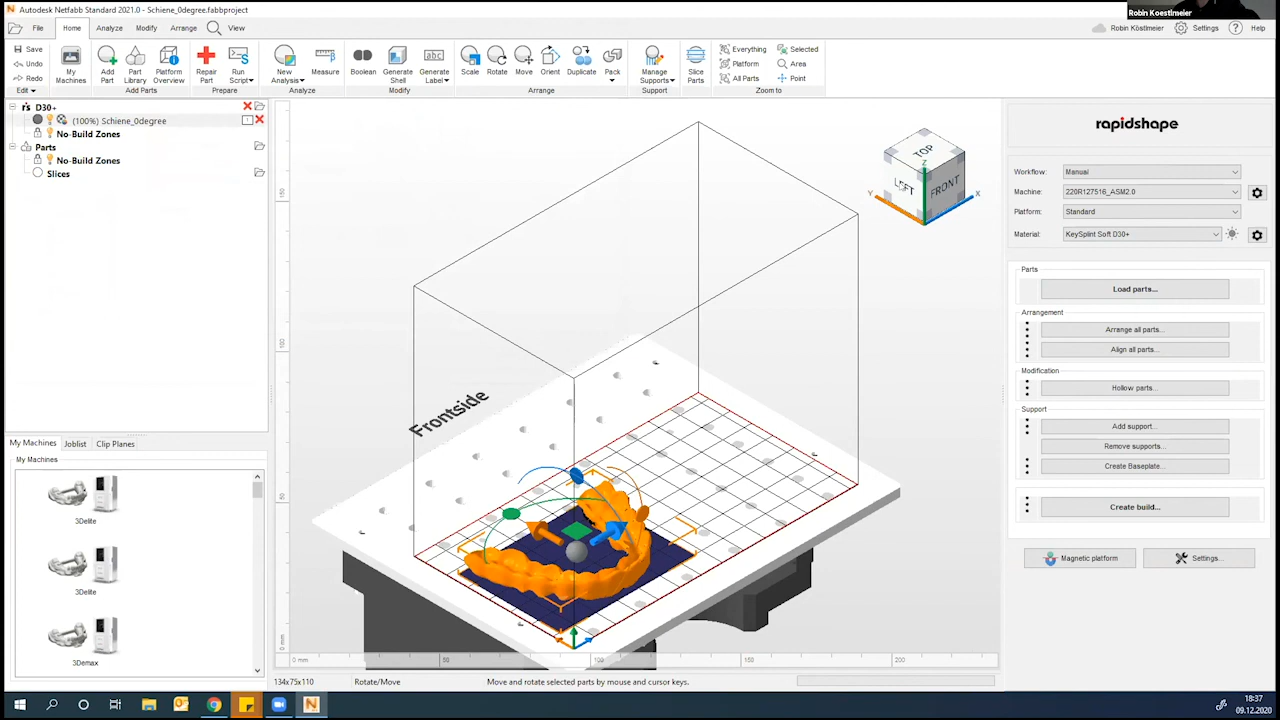 Autodesk Netfabb Standard 2021.0 - Schiene_0degree.fabbproject
Robin Koestlmeier
File Home Analyze Modify Arrange View
Robin Köstlmeier Settings Help
Save
Undo
Redo
Edit
My Machines
Add Part
Part Library
Platform Overview
Add Parts
Repair Part
Run Script
Prepare
New Analysis
Measure
Analyze
Boolean
Generate Shell
Generate Label
Modify
Scale
Rotate
Move
Orient
Duplicate
Pack
Arrange
Manage Supports
Support
Slice Parts
Everything
Platform
All Parts
Selected
Area
Point
Zoom to
D30+
(100%) Schiene_0degree
No-Build Zones
Parts
No-Build Zones
Slices
My Machines Joblist Clip Planes
My Machines
3Delite
3Delite
3Demax
Frontside
TOP
LEFT
FRONT
Z
Y
X
150
100
50
0 mm
0 mm 50 100 150 200
134x75x110 Rotate/Move Move and rotate selected parts by mouse and cursor keys.
rapidshape
Workflow: Manual
Machine: 220R127516_ASM2.0
Platform: Standard
Material: KeySplint Soft D30+
Parts
Load parts...
Arrangement
Arrange all parts...
Align all parts...
Modification
Hollow parts...
Support
Add support...
Remove supports...
Create Baseplate...
Create build...
Magnetic platform Settings...
18:37
09.12.2020